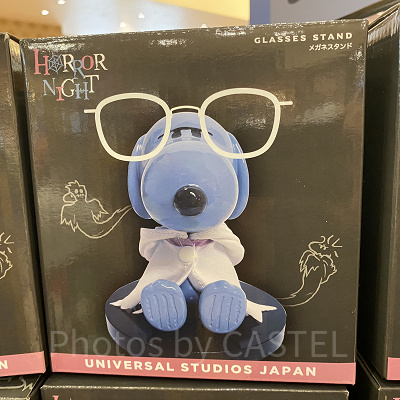 GLASSES STAND
メガネスタンド
HORROR
NIGHT
Photos by CASTEL
UNIVERSAL STUDIOS JAPAN
N